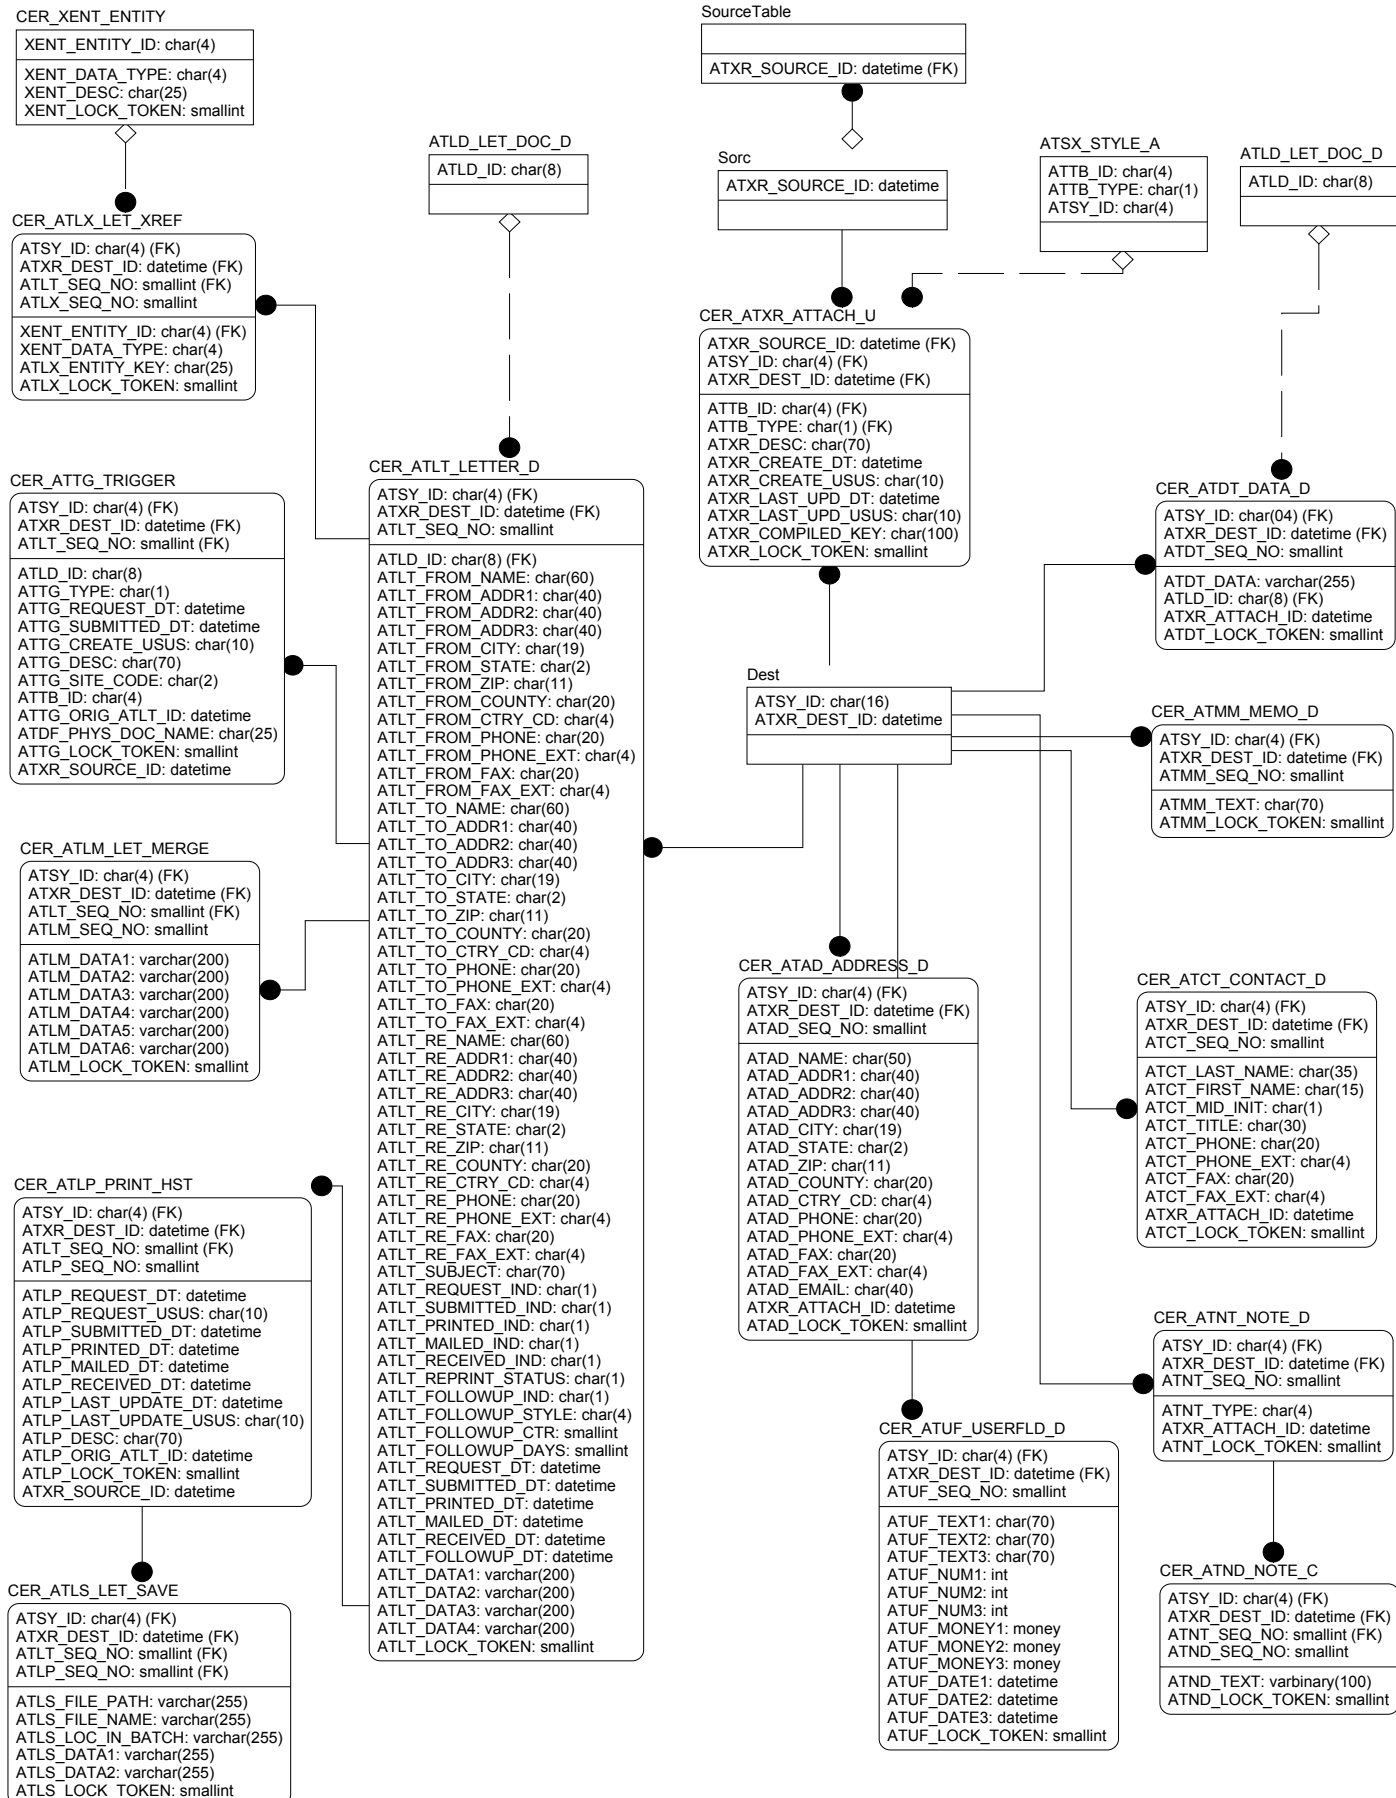 CER_XENT_ENTITY
XENT_ENTITY_ID: char(4)
XENT_DATA_TYPE: char(4)
XENT_DESC: char(25)
XENT_LOCK_TOKEN: smallint
SourceTable
ATXR_SOURCE_ID: datetime (FK)
ATLD_LET_DOC_D
ATLD_ID: char(8)
Sorc
ATXR_SOURCE_ID: datetime
ATSX_STYLE_A
ATTB_ID: char(4)
ATTB_TYPE: char(1)
ATSY_ID: char(4)
ATLD_LET_DOC_D
ATLD_ID: char(8)
CER_ATLX_LET_XREF
ATSY_ID: char(4) (FK)
ATXR_DEST_ID: datetime (FK)
ATLT_SEQ_NO: smallint (FK)
ATLX_SEQ_NO: smallint
XENT_ENTITY_ID: char(4) (FK)
XENT_DATA_TYPE: char(4)
ATLX_ENTITY_KEY: char(25)
ATLX_LOCK_TOKEN: smallint
CER_ATXR_ATTACH_U
ATXR_SOURCE_ID: datetime (FK)
ATSY_ID: char(4) (FK)
ATXR_DEST_ID: datetime (FK)
ATTB_ID: char(4) (FK)
ATTB_TYPE: char(1) (FK)
ATXR_DESC: char(70)
ATXR_CREATE_DT: datetime
ATXR_CREATE_USUS: char(10)
ATXR_LAST_UPD_DT: datetime
ATXR_LAST_UPD_USUS: char(10)
ATXR_COMPILED_KEY: char(100)
ATXR_LOCK_TOKEN: smallint
CER_ATTG_TRIGGER
ATSY_ID: char(4) (FK)
ATXR_DEST_ID: datetime (FK)
ATLT_SEQ_NO: smallint (FK)
ATLD_ID: char(8)
ATTG_TYPE: char(1)
ATTG_REQUEST_DT: datetime
ATTG_SUBMITTED_DT: datetime
ATTG_CREATE_USUS: char(10)
ATTG_DESC: char(70)
ATTG_SITE_CODE: char(2)
ATTB_ID: char(4)
ATTG_ORIG_ATLT_ID: datetime
ATDF_PHYS_DOC_NAME: char(25)
ATTG_LOCK_TOKEN: smallint
ATXR_SOURCE_ID: datetime
CER_ATLT_LETTER_D
ATSY_ID: char(4) (FK)
ATXR_DEST_ID: datetime (FK)
ATLT_SEQ_NO: smallint
ATLD_ID: char(8) (FK)
ATLT_FROM_NAME: char(60)
ATLT_FROM_ADDR1: char(40)
ATLT_FROM_ADDR2: char(40)
ATLT_FROM_ADDR3: char(40)
ATLT_FROM_CITY: char(19)
ATLT_FROM_STATE: char(2)
ATLT_FROM_ZIP: char(11)
ATLT_FROM_COUNTY: char(20)
ATLT_FROM_CTRY_CD: char(4)
ATLT_FROM_PHONE: char(20)
ATLT_FROM_PHONE_EXT: char(4)
ATLT_FROM_FAX: char(20)
ATLT_FROM_FAX_EXT: char(4)
ATLT_TO_NAME: char(60)
ATLT_TO_ADDR1: char(40)
ATLT_TO_ADDR2: char(40)
ATLT_TO_ADDR3: char(40)
ATLT_TO_CITY: char(19)
ATLT_TO_STATE: char(2)
ATLT_TO_ZIP: char(11)
ATLT_TO_COUNTY: char(20)
ATLT_TO_CTRY_CD: char(4)
ATLT_TO_PHONE: char(20)
ATLT_TO_PHONE_EXT: char(4)
ATLT_TO_FAX: char(20)
ATLT_TO_FAX_EXT: char(4)
ATLT_RE_NAME: char(60)
ATLT_RE_ADDR1: char(40)
ATLT_RE_ADDR2: char(40)
ATLT_RE_ADDR3: char(40)
ATLT_RE_CITY: char(19)
ATLT_RE_STATE: char(2)
ATLT_RE_ZIP: char(11)
ATLT_RE_COUNTY: char(20)
ATLT_RE_CTRY_CD: char(4)
ATLT_RE_PHONE: char(20)
ATLT_RE_PHONE_EXT: char(4)
ATLT_RE_FAX: char(20)
ATLT_RE_FAX_EXT: char(4)
ATLT_SUBJECT: char(70)
ATLT_REQUEST_IND: char(1)
ATLT_SUBMITTED_IND: char(1)
ATLT_PRINTED_IND: char(1)
ATLT_MAILED_IND: char(1)
ATLT_RECEIVED_IND: char(1)
ATLT_REPRINT_STATUS: char(1)
ATLT_FOLLOWUP_IND: char(1)
ATLT_FOLLOWUP_STYLE: char(4)
ATLT_FOLLOWUP_CTR: smallint
ATLT_FOLLOWUP_DAYS: smallint
ATLT_REQUEST_DT: datetime
ATLT_SUBMITTED_DT: datetime
ATLT_PRINTED_DT: datetime
ATLT_MAILED_DT: datetime
ATLT_RECEIVED_DT: datetime
ATLT_FOLLOWUP_DT: datetime
ATLT_DATA1: varchar(200)
ATLT_DATA2: varchar(200)
ATLT_DATA3: varchar(200)
ATLT_DATA4: varchar(200)
ATLT_LOCK_TOKEN: smallint
CER_ATDT_DATA_D
ATSY_ID: char(04) (FK)
ATXR_DEST_ID: datetime (FK)
ATDT_SEQ_NO: smallint
ATDT_DATA: varchar(255)
ATLD_ID: char(8) (FK)
ATXR_ATTACH_ID: datetime
ATDT_LOCK_TOKEN: smallint
Dest
ATSY_ID: char(16)
ATXR_DEST_ID: datetime
CER_ATMM_MEMO_D
ATSY_ID: char(4) (FK)
ATXR_DEST_ID: datetime (FK)
ATMM_SEQ_NO: smallint
ATMM_TEXT: char(70)
ATMM_LOCK_TOKEN: smallint
CER_ATLM_LET_MERGE
ATSY_ID: char(4) (FK)
ATXR_DEST_ID: datetime (FK)
ATLT_SEQ_NO: smallint (FK)
ATLM_SEQ_NO: smallint
ATLM_DATA1: varchar(200)
ATLM_DATA2: varchar(200)
ATLM_DATA3: varchar(200)
ATLM_DATA4: varchar(200)
ATLM_DATA5: varchar(200)
ATLM_DATA6: varchar(200)
ATLM_LOCK_TOKEN: smallint
CER_ATAD_ADDRESS_D
ATSY_ID: char(4) (FK)
ATXR_DEST_ID: datetime (FK)
ATAD_SEQ_NO: smallint
ATAD_NAME: char(50)
ATAD_ADDR1: char(40)
ATAD_ADDR2: char(40)
ATAD_ADDR3: char(40)
ATAD_CITY: char(19)
ATAD_STATE: char(2)
ATAD_ZIP: char(11)
ATAD_COUNTY: char(20)
ATAD_CTRY_CD: char(4)
ATAD_PHONE: char(20)
ATAD_PHONE_EXT: char(4)
ATAD_FAX: char(20)
ATAD_FAX_EXT: char(4)
ATAD_EMAIL: char(40)
ATXR_ATTACH_ID: datetime
ATAD_LOCK_TOKEN: smallint
CER_ATCT_CONTACT_D
ATSY_ID: char(4) (FK)
ATXR_DEST_ID: datetime (FK)
ATCT_SEQ_NO: smallint
ATCT_LAST_NAME: char(35)
ATCT_FIRST_NAME: char(15)
ATCT_MID_INIT: char(1)
ATCT_TITLE: char(30)
ATCT_PHONE: char(20)
ATCT_PHONE_EXT: char(4)
ATCT_FAX: char(20)
ATCT_FAX_EXT: char(4)
ATXR_ATTACH_ID: datetime
ATCT_LOCK_TOKEN: smallint
CER_ATLP_PRINT_HST
ATSY_ID: char(4) (FK)
ATXR_DEST_ID: datetime (FK)
ATLT_SEQ_NO: smallint (FK)
ATLP_SEQ_NO: smallint
ATLP_REQUEST_DT: datetime
ATLP_REQUEST_USUS: char(10)
ATLP_SUBMITTED_DT: datetime
ATLP_PRINTED_DT: datetime
ATLP_MAILED_DT: datetime
ATLP_RECEIVED_DT: datetime
ATLP_LAST_UPDATE_DT: datetime
ATLP_LAST_UPDATE_USUS: char(10)
ATLP_DESC: char(70)
ATLP_ORIG_ATLT_ID: datetime
ATLP_LOCK_TOKEN: smallint
ATXR_SOURCE_ID: datetime
CER_ATNT_NOTE_D
ATSY_ID: char(4) (FK)
ATXR_DEST_ID: datetime (FK)
ATNT_SEQ_NO: smallint
ATNT_TYPE: char(4)
ATXR_ATTACH_ID: datetime
ATNT_LOCK_TOKEN: smallint
CER_ATUF_USERFLD_D
ATSY_ID: char(4) (FK)
ATXR_DEST_ID: datetime (FK)
ATUF_SEQ_NO: smallint
ATUF_TEXT1: char(70)
ATUF_TEXT2: char(70)
ATUF_TEXT3: char(70)
ATUF_NUM1: int
ATUF_NUM2: int
ATUF_NUM3: int
ATUF_MONEY1: money
ATUF_MONEY2: money
ATUF_MONEY3: money
ATUF_DATE1: datetime
ATUF_DATE2: datetime
ATUF_DATE3: datetime
ATUF_LOCK_TOKEN: smallint
CER_ATND_NOTE_C
ATSY_ID: char(4) (FK)
ATXR_DEST_ID: datetime (FK)
ATNT_SEQ_NO: smallint (FK)
ATND_SEQ_NO: smallint
ATND_TEXT: varbinary(100)
ATND_LOCK_TOKEN: smallint
CER_ATLS_LET_SAVE
ATSY_ID: char(4) (FK)
ATXR_DEST_ID: datetime (FK)
ATLT_SEQ_NO: smallint (FK)
ATLP_SEQ_NO: smallint (FK)
ATLS_FILE_PATH: varchar(255)
ATLS_FILE_NAME: varchar(255)
ATLS_LOC_IN_BATCH: varchar(255)
ATLS_DATA1: varchar(255)
ATLS_DATA2: varchar(255)
ATLS_LOCK_TOKEN: smallint